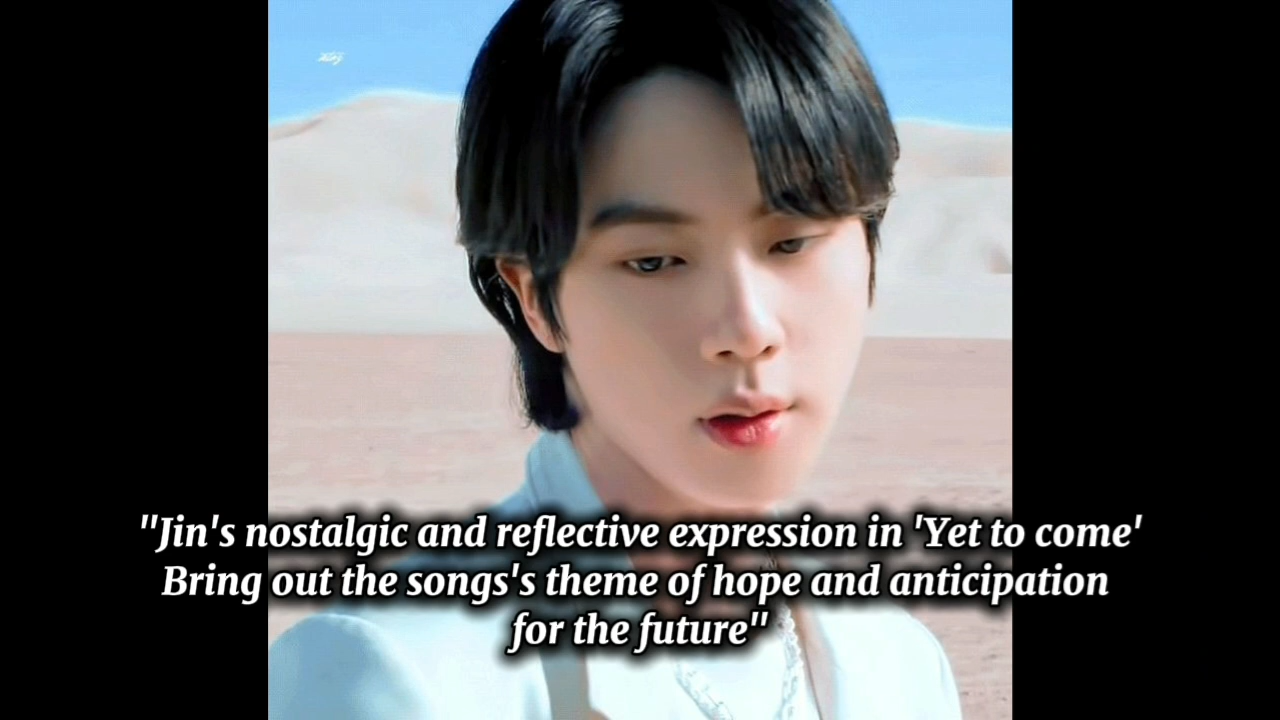 "Jin's nostalgic and reflective expression in 'Yet to come'
Bring out the songs's theme of hope and anticipation
for the future"